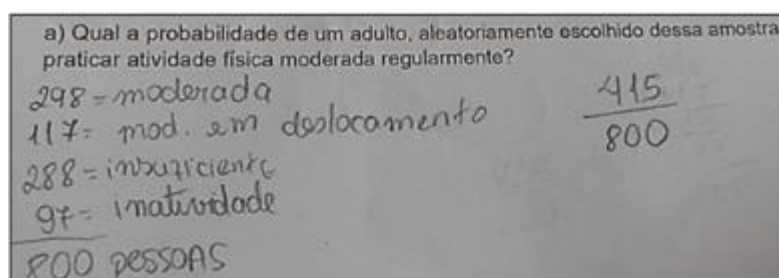 a) Qual a probabilidade de um adulto, aleatoriamente escolhido dessa amostra
praticar atividade física moderada regularmente?
298 = moderada
117 = mod. em deslocamento
288 = insuficiente
97 = inatividade
800 pessoas
415
800